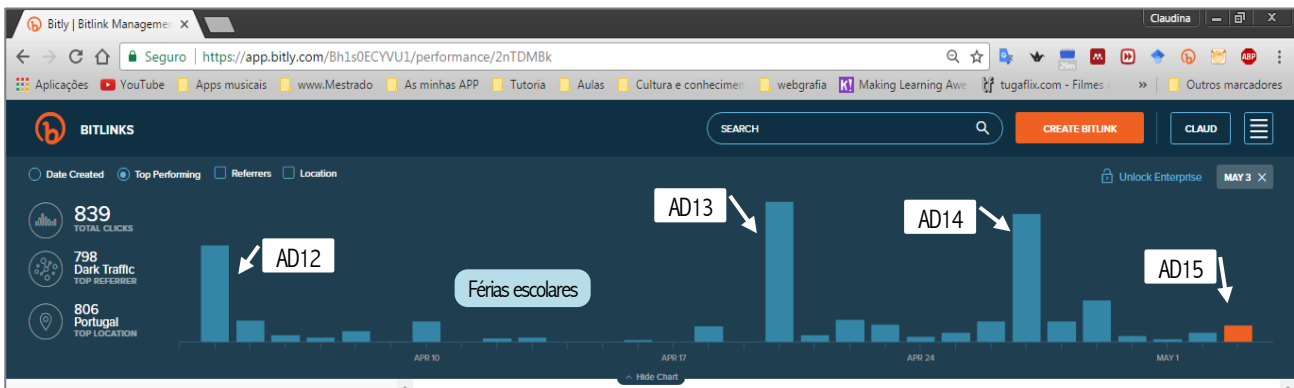 Bitly | Bitlink Managemen
Claudina
Seguro | https://app.bitly.com/Bh1s0ECYVU1/performance/2nTDMBk
29m
ABP
Aplicações YouTube Apps musicais www.Mestrado As minhas APP Tutoria Aulas Cultura e conhecimen webgrafia K! Making Learning Awe tugaflix.com - Filmes » Outros marcadores
BITLINKS SEARCH CREATE BITLINK CLAUD
Date Created Top Performing Referrers Location Unlock Enterprise MAY 3 X
839
TOTAL CLICKS
798
Dark Traffic
TOP REFERRER
806
Portugal
TOP LOCATION
AD12
Férias escolares
AD13
AD14
AD15
APR 10 APR 17 APR 24 MAY 1
Hide Chart